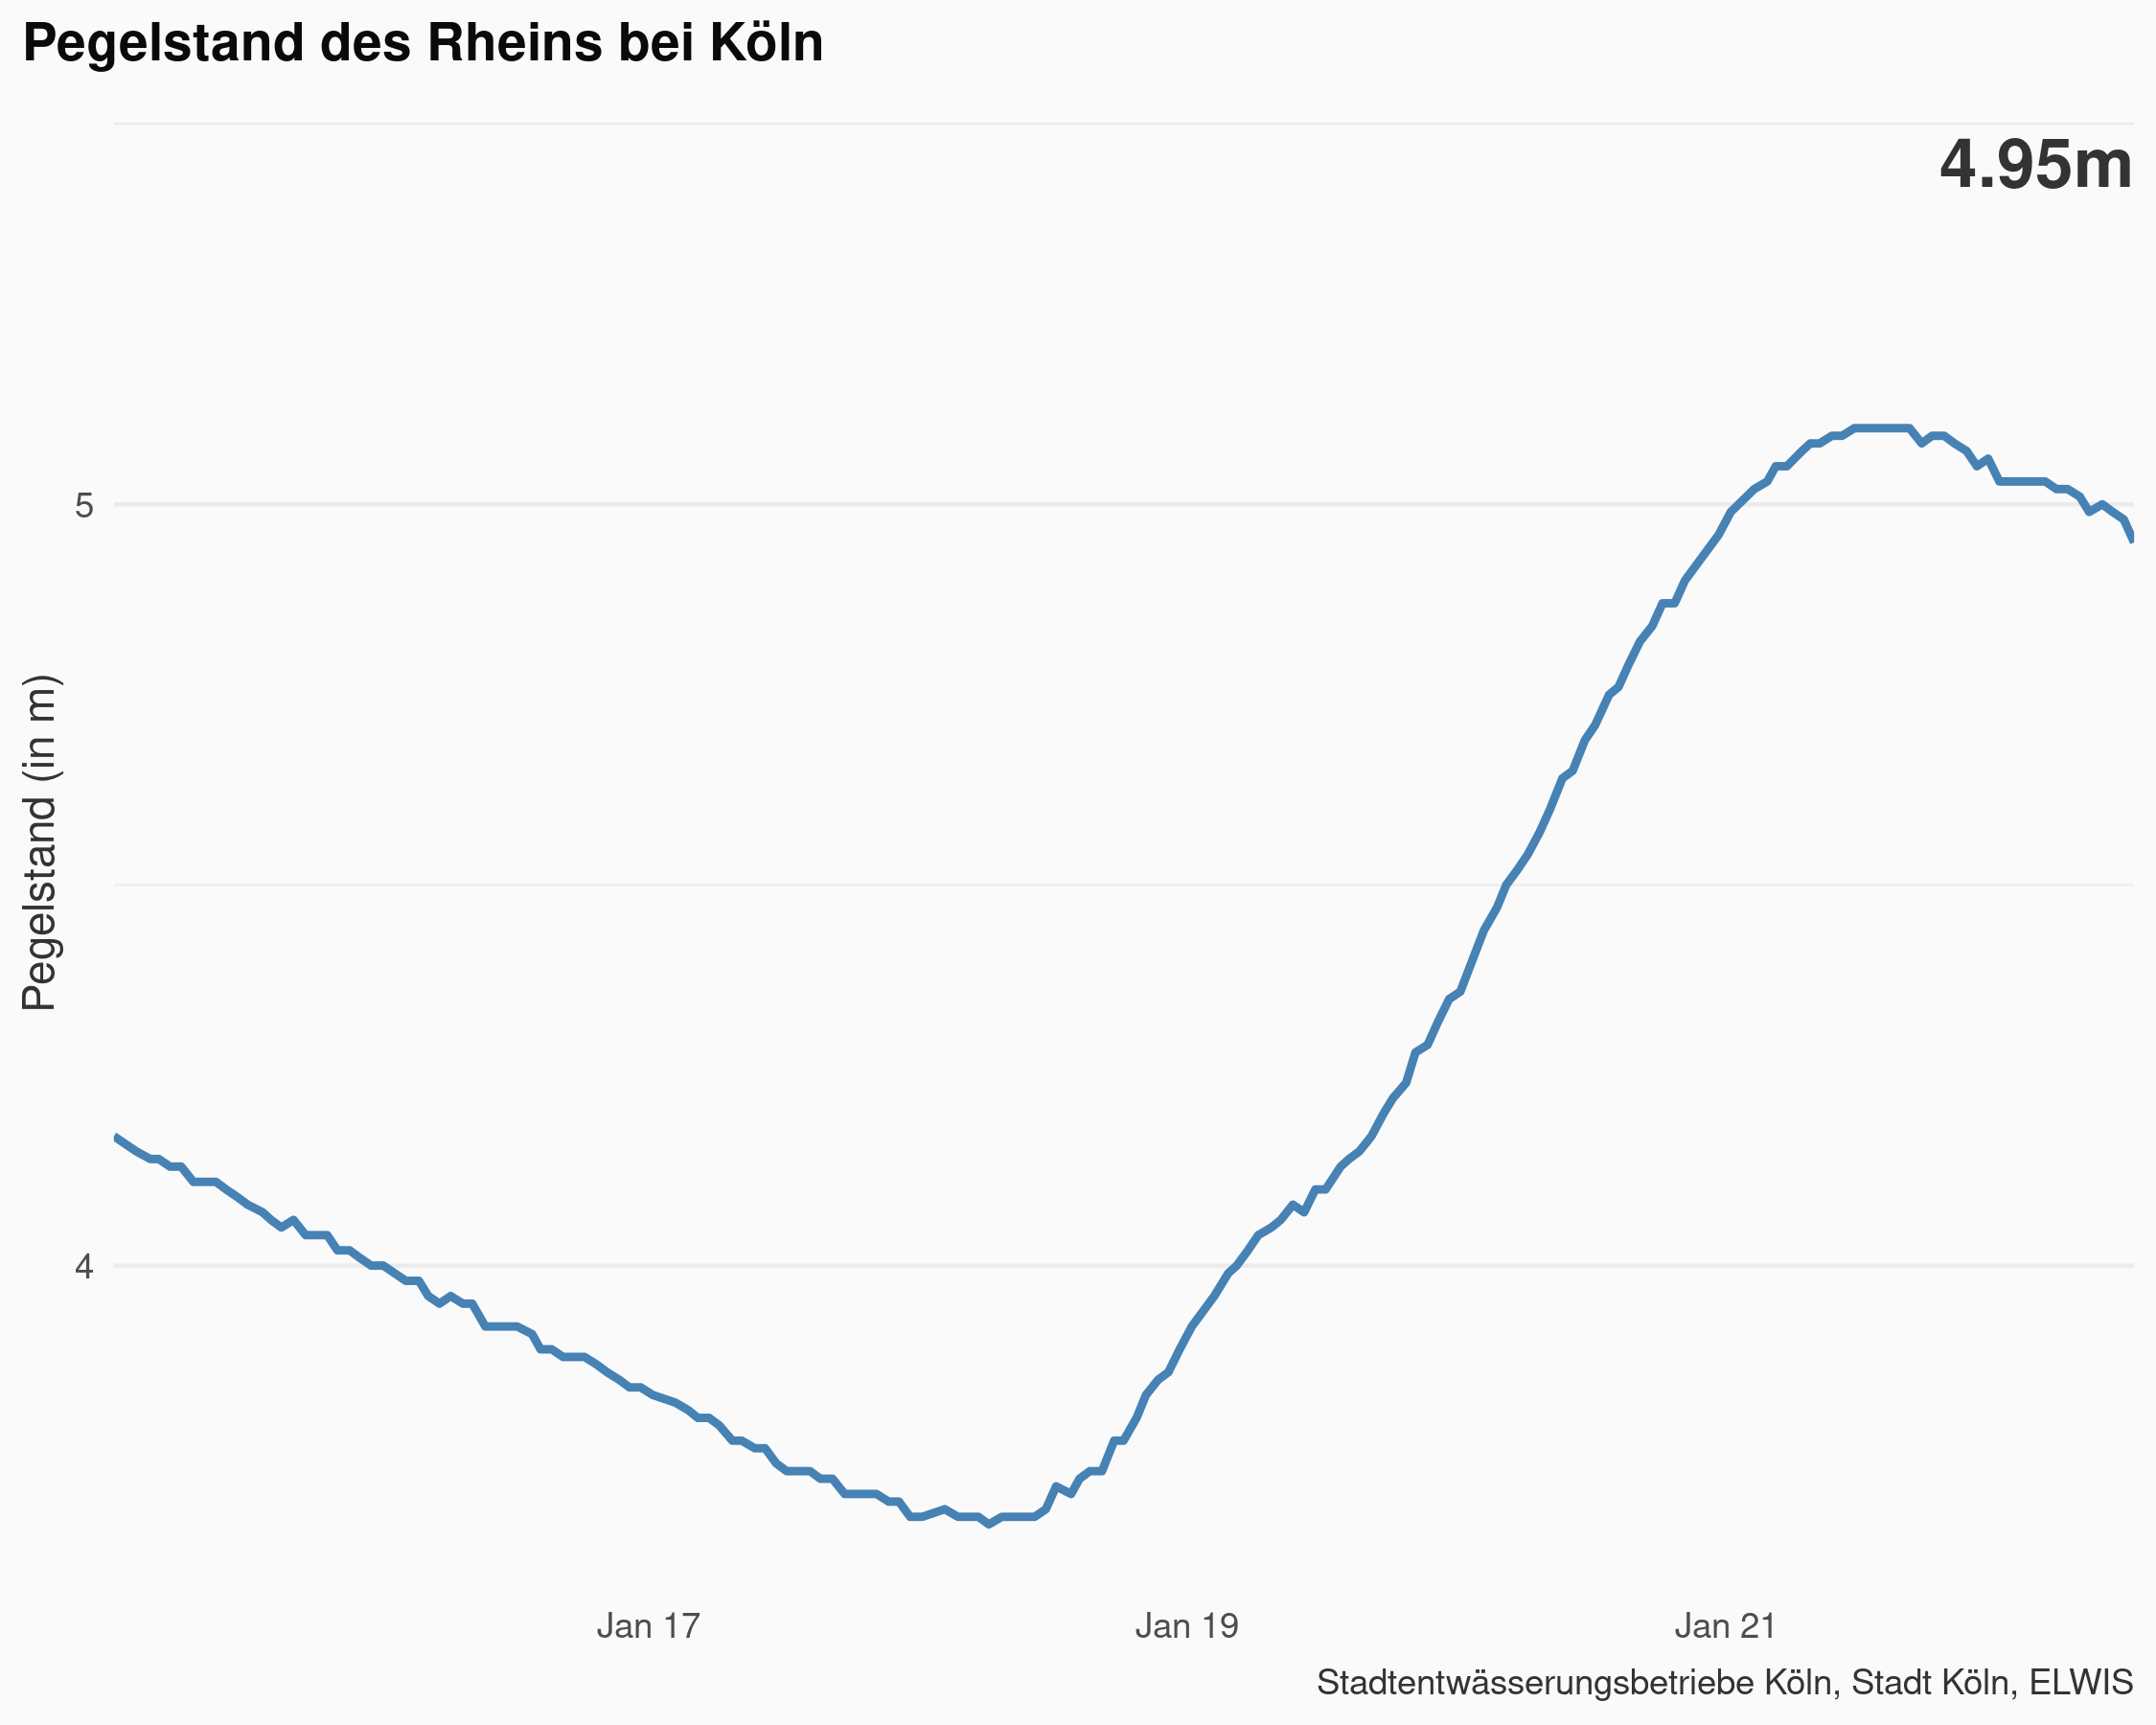 Pegelstand des Rheins bei Köln
4.95m
Pegelstand (in m)
5
4
Jan 17
Jan 19
Jan 21
Stadtentwässerungsbetriebe Köln, Stadt Köln, ELWIS